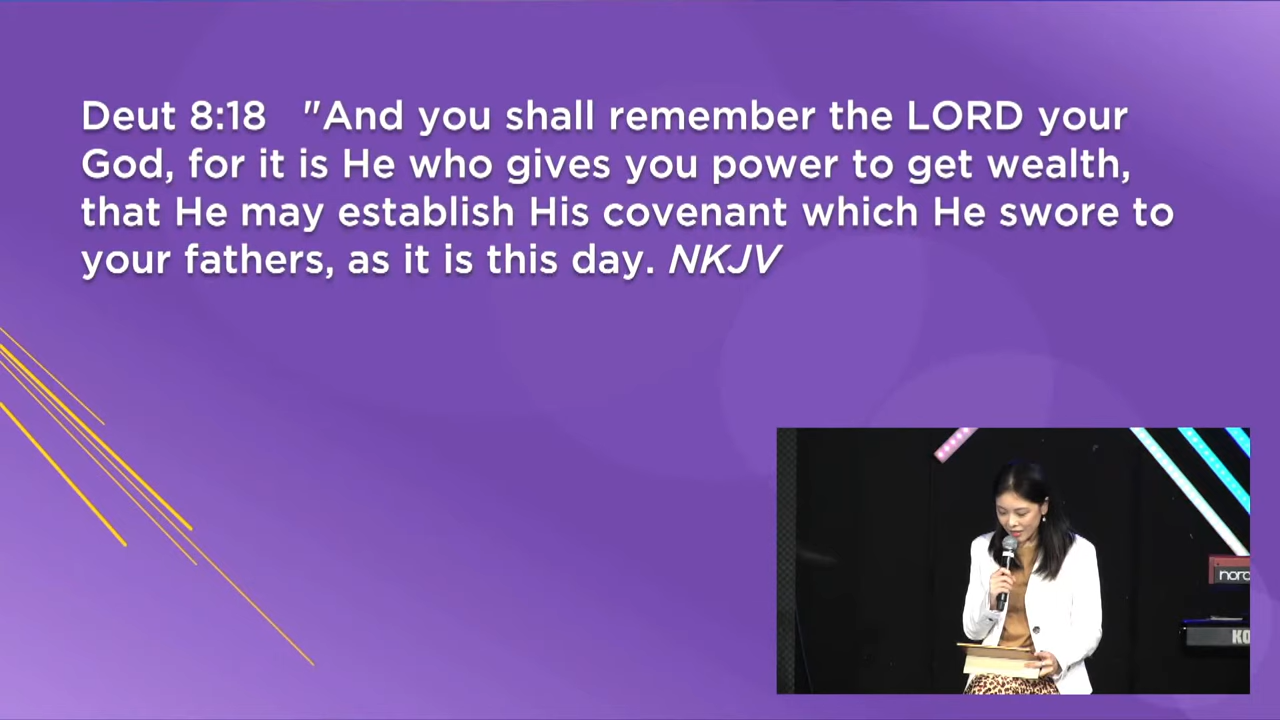 Deut 8:18   "And you shall remember the LORD your
God, for it is He who gives you power to get wealth,
that He may establish His covenant which He swore to
your fathers, as it is this day. NKJV
nord
KO